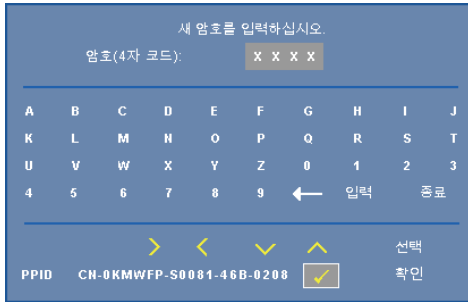 새 암호를 입력하십시오.
암호(4자 코드): X X X X
A B C D E F G H I J
K L M N O P Q R S T
U V W X Y Z 0 1 2 3
4 5 6 7 8 9 ← 입력 종료
선택
PPID CN-0KMWFP-S0081-46B-0208 ✓ 확인